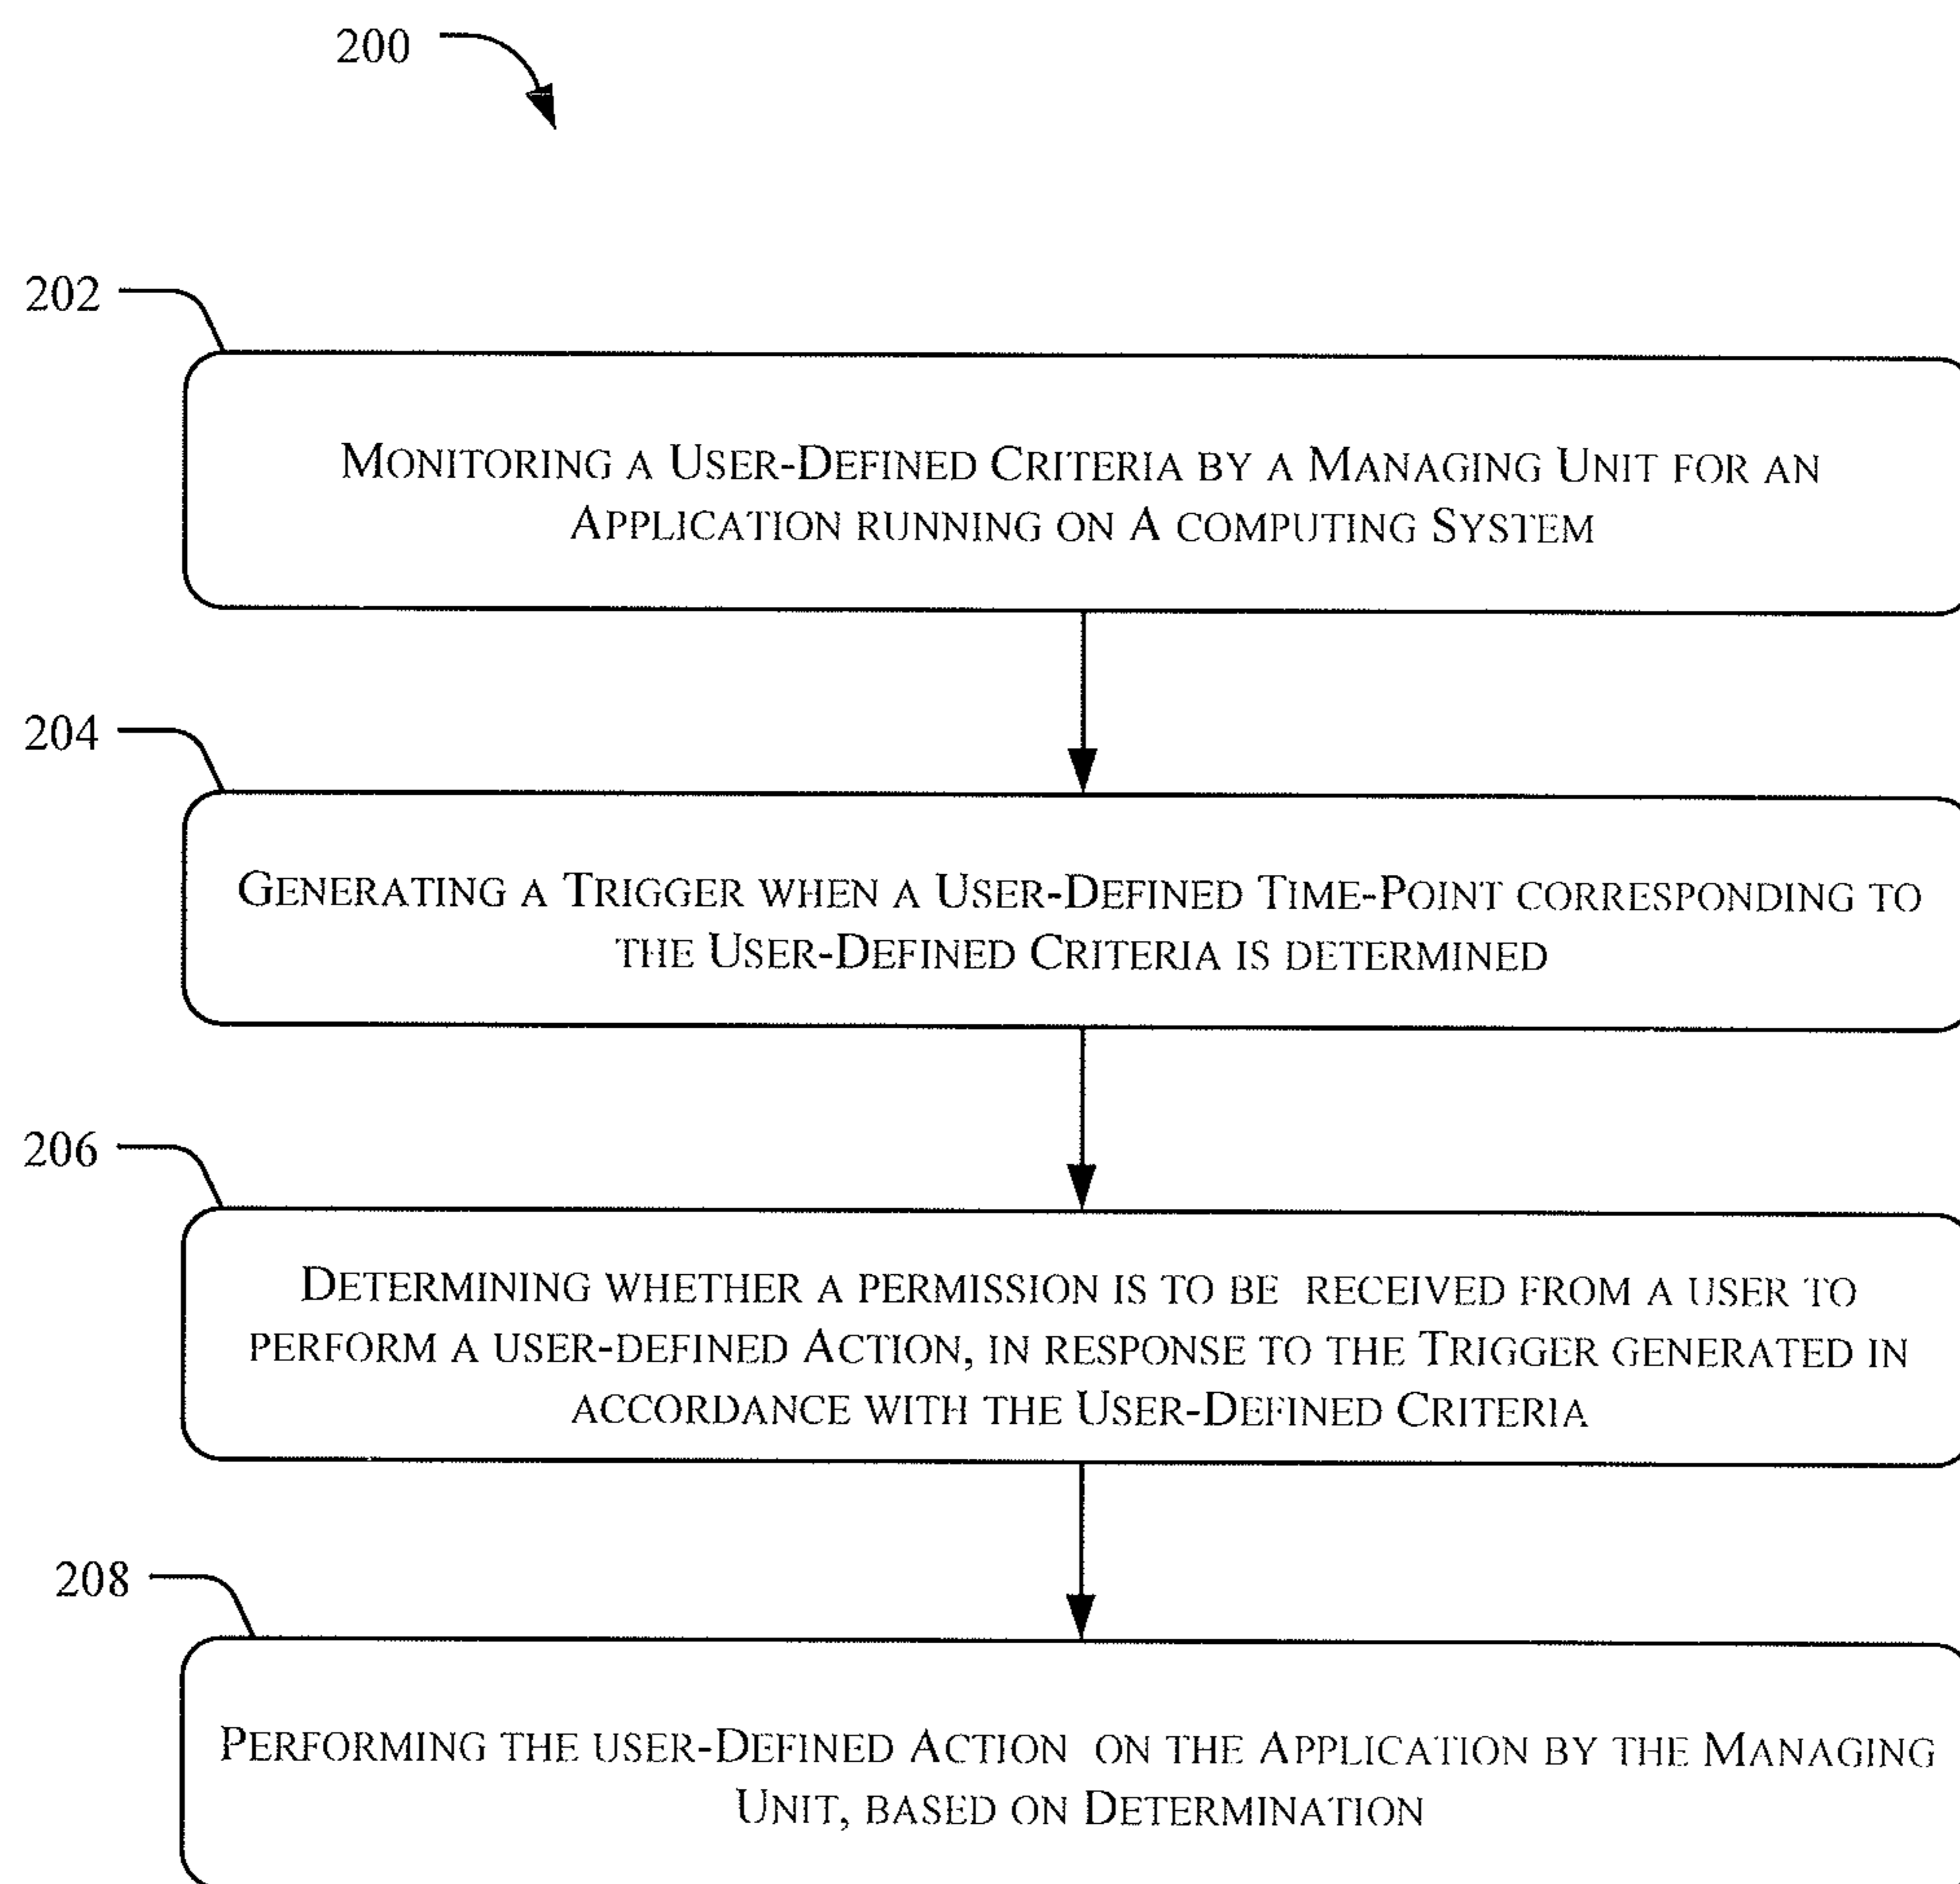 200
202
MONITORING A USER-DEFINED CRITERIA BY A MANAGING UNIT FOR AN
APPLICATION RUNNING ON A COMPUTING SYSTEM
204
GENERATING A TRIGGER WHEN A USER-DEFINED TIME-POINT CORRESPONDING TO
THE USER-DEFINED CRITERIA IS DETERMINED
206
DETERMINING WHETHER A PERMISSION IS TO BE RECEIVED FROM A USER TO
PERFORM A USER-DEFINED ACTION, IN RESPONSE TO THE TRIGGER GENERATED IN
ACCORDANCE WITH THE USER-DEFINED CRITERIA
208
PERFORMING THE USER-DEFINED ACTION ON THE APPLICATION BY THE MANAGING
UNIT, BASED ON DETERMINATION